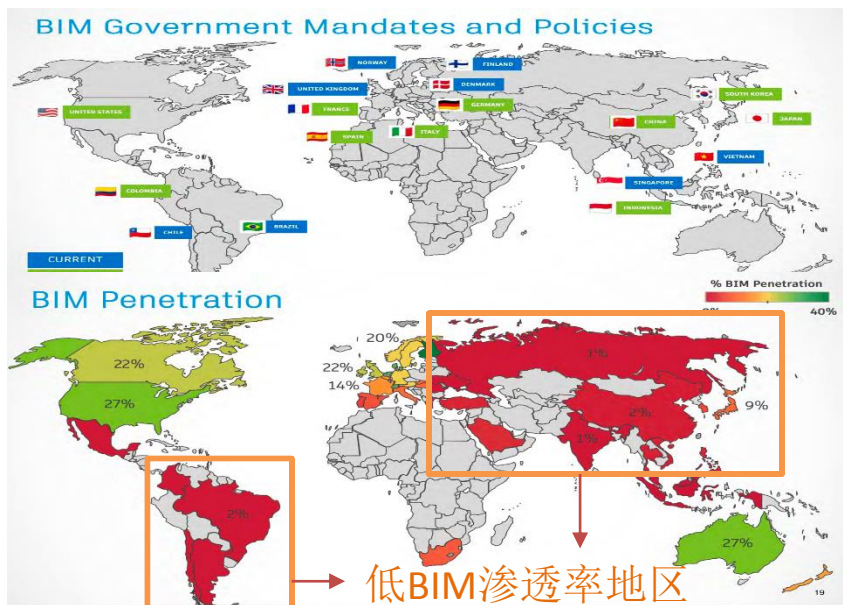 BIM Government Mandates and Policies
NORWAY
FINLAND
UNITED KINGDOM
DENMARK
SOUTH KOREA
UNITED STATES
FRANCE
GERMANY
CHINA
JAPAN
SPAIN
ITALY
VIETNAM
SINGAPORE
COLOMBIA
INDONESIA
CHILE
BRAZIL
CURRENT
BIM Penetration
% BIM Penetration
40%
20%
1%
22%
22%
14%
27%
2%
9%
1%
2%
27%
低BIM渗透率地区
19